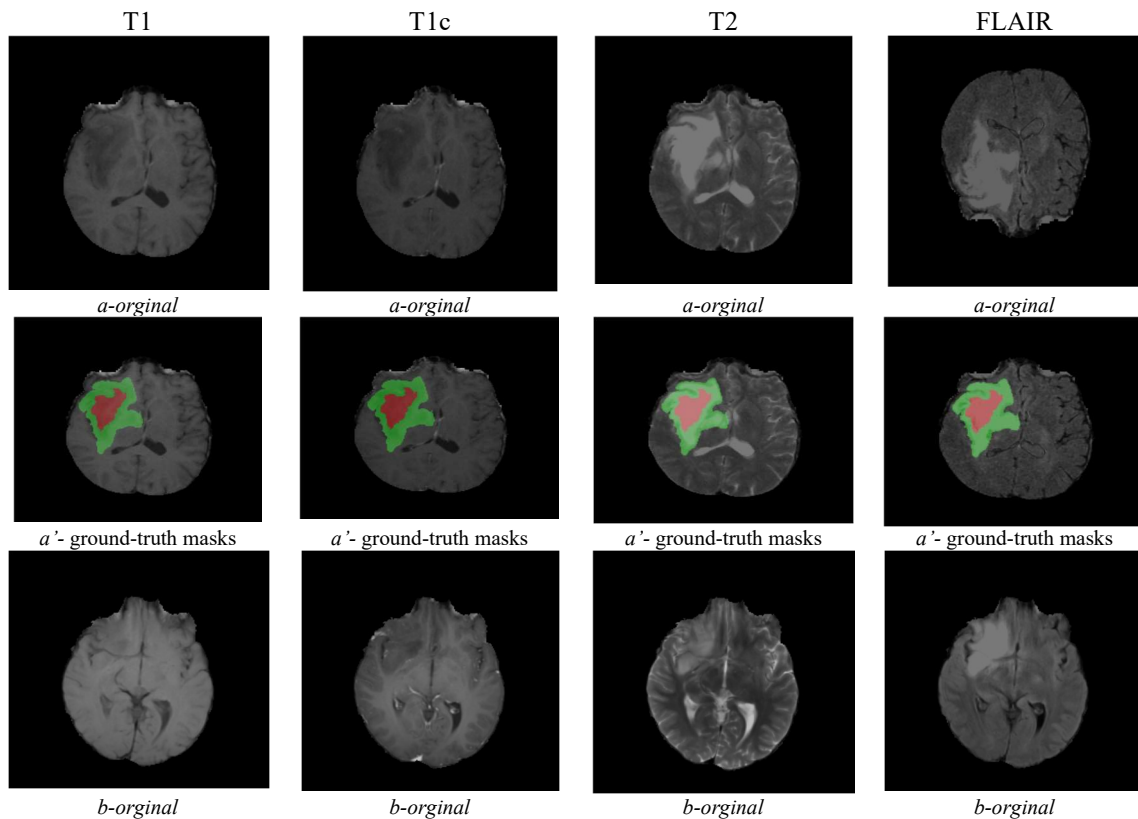 T1 T1c T2 FLAIR
a-orginal a-orginal a-orginal a-orginal
a’- ground-truth masks a’- ground-truth masks a’- ground-truth masks a’- ground-truth masks
b-orginal b-orginal b-orginal b-orginal